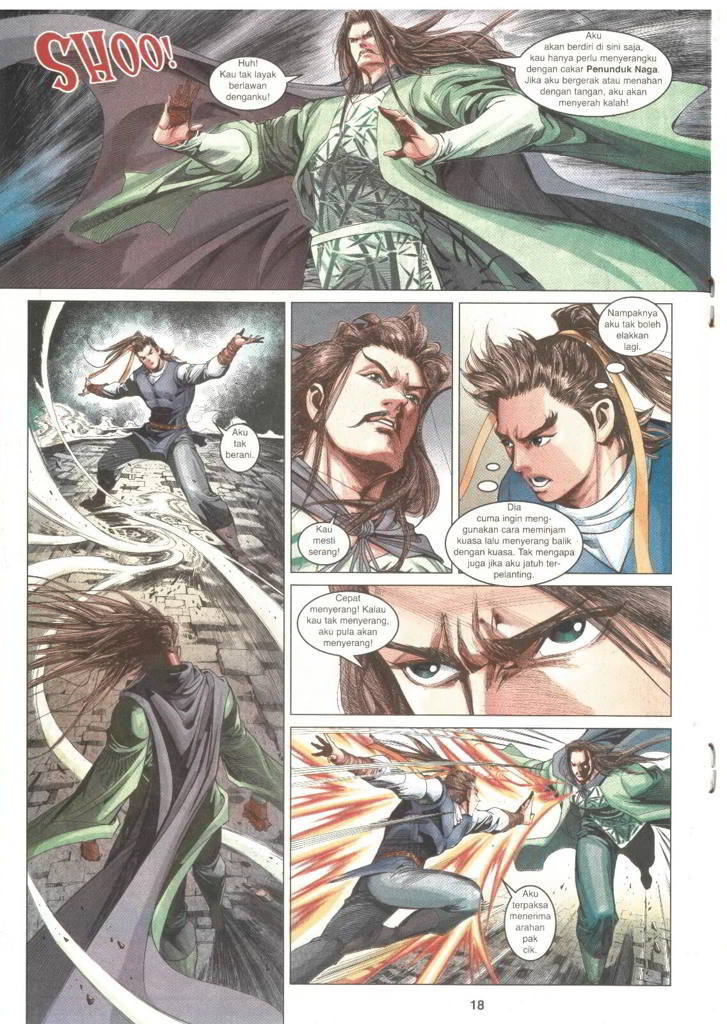 SHOO!
Huh!
Kau tak layak
berlawan
denganku!
Aku
akan berdiri di sini saja,
kau hanya perlu menyerangku
dengan cakar Penunduk Naga.
Jika aku bergerak atau menahan
dengan tangan, aku akan
menyerah kalah!
Aku
tak
berani.
Kau
mesti
serang!
Nampaknya
aku tak boleh
elakkan
lagi.
Dia
cuma ingin meng-
gunakan cara meminjam
kuasa lalu menyerang balik
dengan kuasa. Tak mengapa
juga jika aku jatuh ter-
pelanting.
Cepat
menyerang! Kalau
kau tak menyerang,
aku pula akan
menyerang!
Aku
terpaksa
menerima
arahan
pak
cik.
18